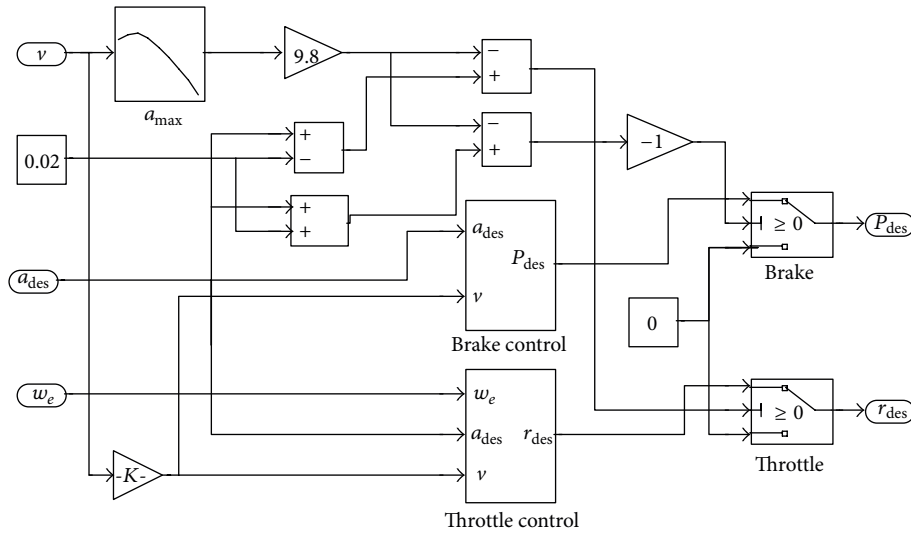 v
a_max
9.8
−
+
−
+
−1
0.02
+
−
+
+
a_des
P_des
v
Brake control
≥ 0
Brake
P_des
a_des
0
w_e
w_e
a_des
r_des
v
Throttle control
≥ 0
Throttle
r_des
-K-